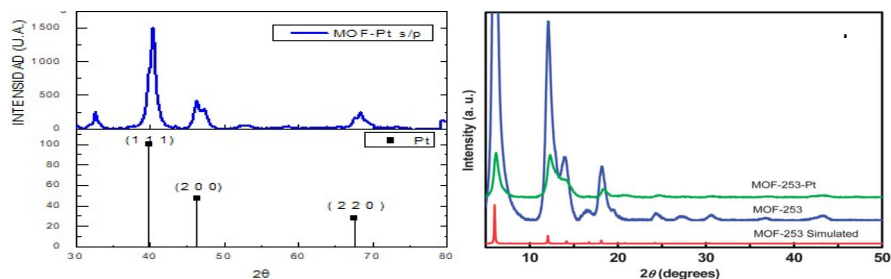 INTENSIDAD (U.A.)
1500
1000
500
0
MOF-Pt s/p
(1 1 1)
Pt
100
80
60
40
20
0
(2 0 0)
(2 2 0)
30 40 50 60 70 80
2θ
Intensity (a. u.)
MOF-253-Pt
MOF-253
MOF-253 Simulated
10 20 30 40 50
2θ (degrees)